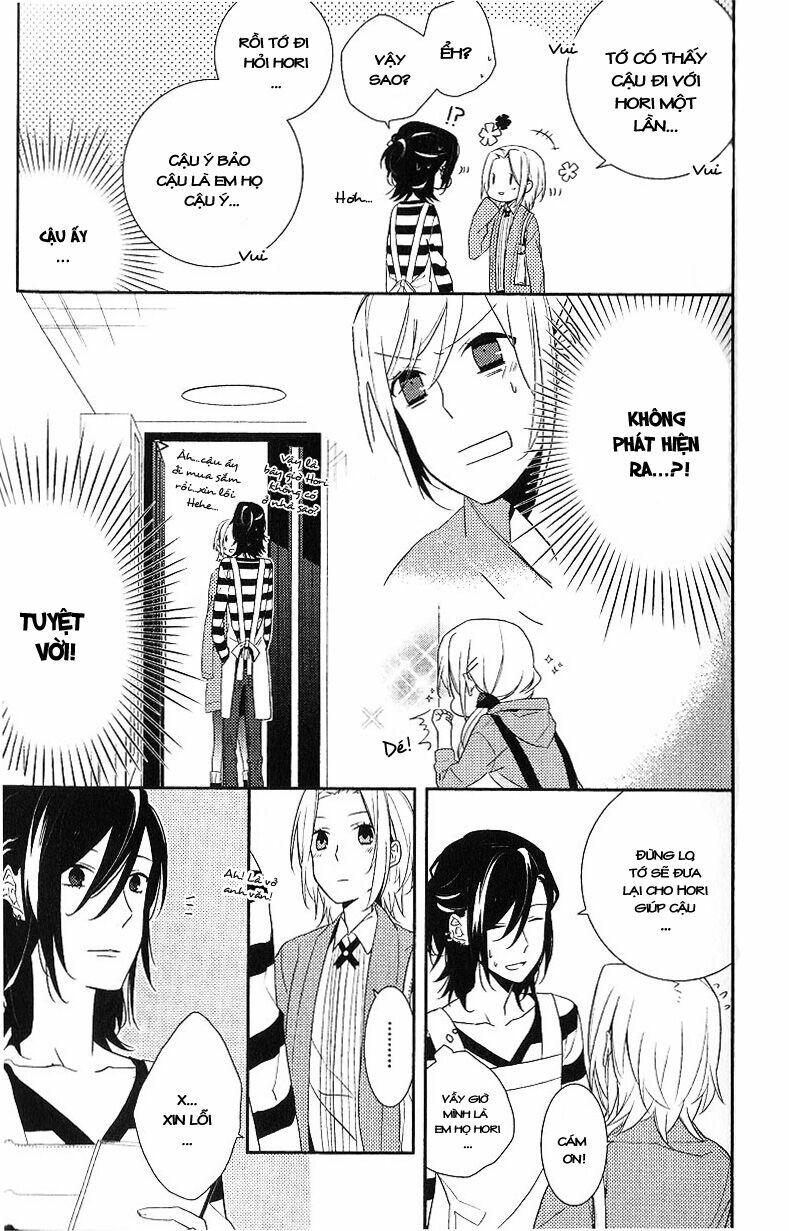 TỚ CÓ THẤY
CẬU ĐI VỚI
HORI MỘT
LẦN...
Vui
Vui
ẺH?
VẬY
SAO?
!?
Hơh...
RỒI TỚ ĐI
HỎI HORI
...
CẬU Ý BẢO
CẬU LÀ EM HỌ
CẬU Ý...
Vui
CẬU ẤY
...
KHÔNG
PHÁT HIỆN
RA...?!
Vậy là
bây giờ Hori
không có
ở nhà sao?
Ah...cậu ấy
đi mua sắm
rồi...xin lỗi
Hehe...
TUYỆT
VỜI!
Dé!
ĐỪNG LO,
TỚ SẼ ĐƯA
LẠI CHO HORI
GIÚP CẬU
...
VẬY GIỜ
MÌNH LÀ
EM HỌ HORI
...
CÁM
ƠN!
Ah! Là vở
anh văn!
.........
X...
XIN LỖI
...